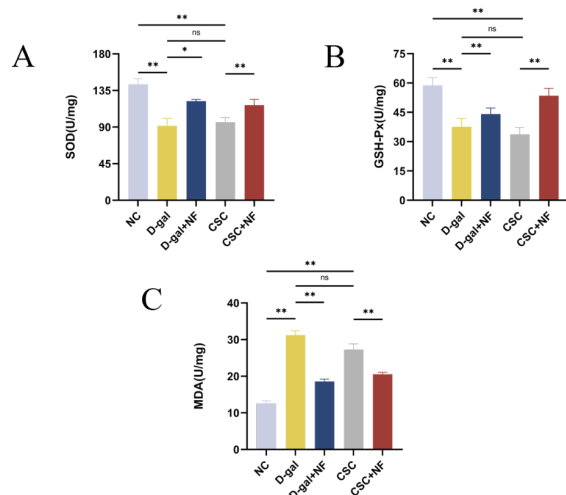 A
**
ns
** * **
SOD(U/mg)
180
135
90
45
0
NC D-gal D-gal+NF CSC CSC+NF
B
**
ns
** ** **
GSH-Px(U/mg)
75
60
45
30
15
0
NC D-gal D-gal+NF CSC CSC+NF
C
**
ns
** ** **
MDA(U/mg)
40
30
20
10
0
NC D-gal D-gal+NF CSC CSC+NF